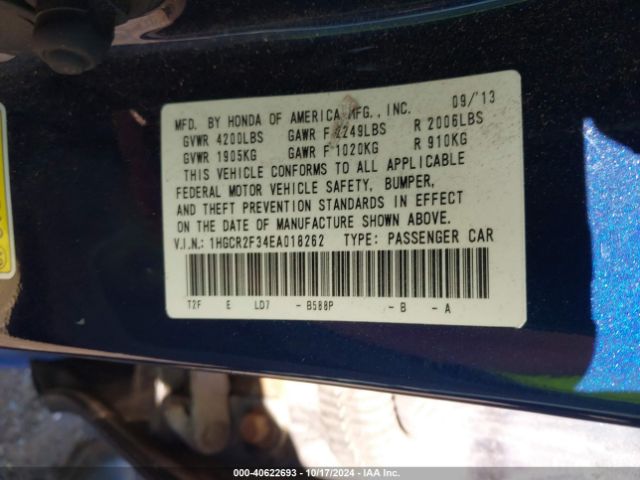 MFD. BY HONDA OF AMERICA MFG., INC. 09/'13
GVWR 4200LBS GAWR F 2249LBS R 2006LBS
GVWR 1905KG GAWR F 1020KG R 910KG
THIS VEHICLE CONFORMS TO ALL APPLICABLE
FEDERAL MOTOR VEHICLE SAFETY, BUMPER,
AND THEFT PREVENTION STANDARDS IN EFFECT
ON THE DATE OF MANUFACTURE SHOWN ABOVE.
V.I.N.: 1HGCR2F34EA018262 TYPE: PASSENGER CAR
T2F E LD7 - B588P - B - A
000-40622693 | 10/17/2024 | IAA Inc.